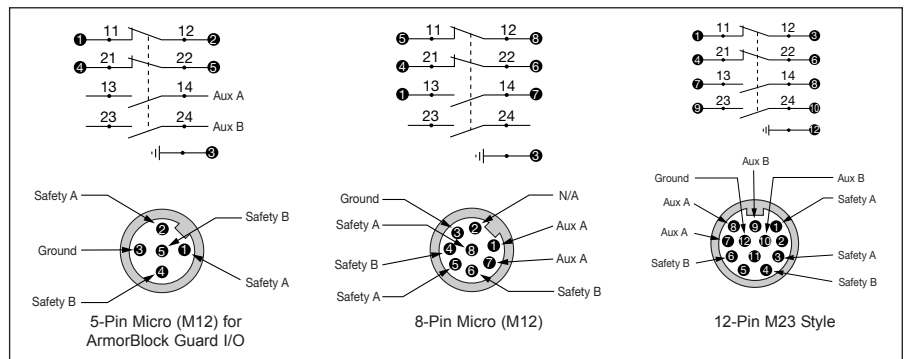 1 11 12 2
4 21 22 5
13 14 Aux A
23 24 Aux B
3
Safety A
Safety B
Ground
Safety B
Safety A
2
3 5 1
4
5-Pin Micro (M12) for
ArmorBlock Guard I/O
5 11 12 8
4 21 22 6
1 13 14 7
23 24
3
Ground
N/A
Safety A
Aux A
Safety B
Aux A
Safety A
Safety B
3 2
4 8 1
5 7
6
8-Pin Micro (M12)
1 11 12 3
4 21 22 6
7 13 14 8
9 23 24 10
12
Aux B
Ground
Aux B
Aux A
Safety A
Aux A
Safety A
Safety B
Safety B
8 9 1
7 12 10 2
6 11 3
5 4
12-Pin M23 Style